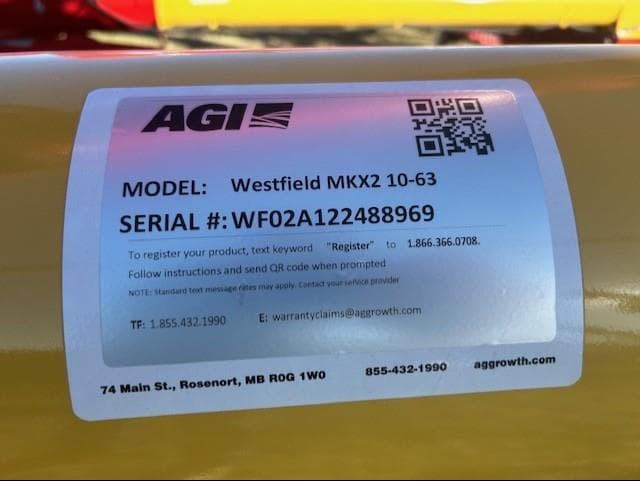 AGI
MODEL: Westfield MKX2 10-63
SERIAL #: WF02A122488969
To register your product, text keyword "Register" to 1.866.366.0708.
Follow instructions and send QR code when prompted
NOTE: Standard text message rates may apply. Contact your service provider
TF: 1.855.432.1990 E: warrantyclaims@aggrowth.com
74 Main St., Rosenort, MB R0G 1W0 855-432-1990 aggrowth.com